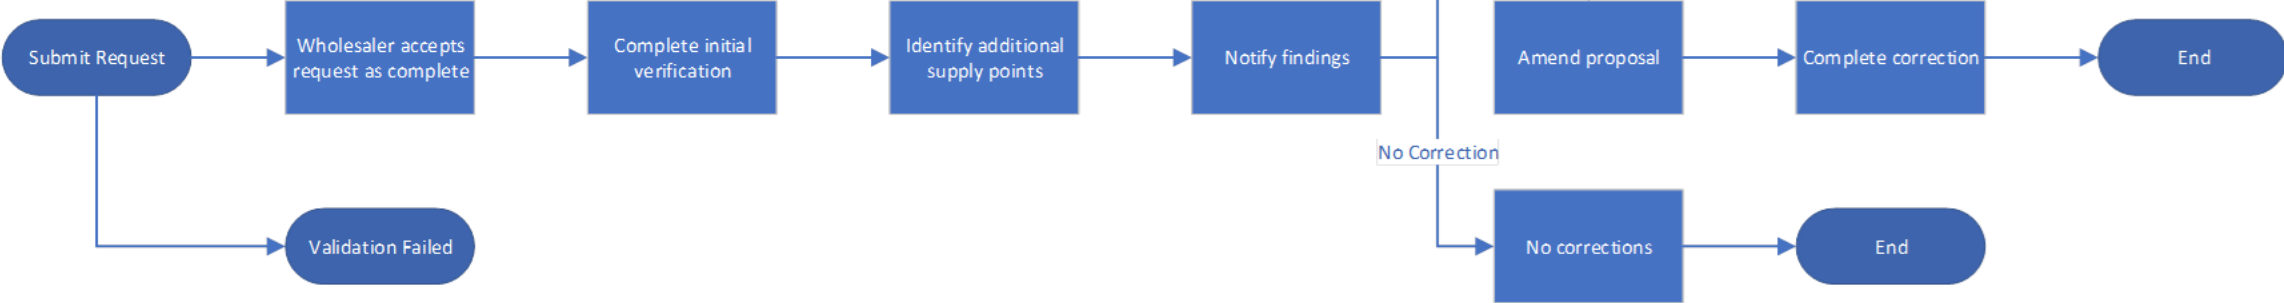 Submit Request
Wholesaler accepts
request as complete
Complete initial
verification
Identify additional
supply points
Notify findings
Amend proposal
Complete correction
End
No Correction
Validation Failed
No corrections
End